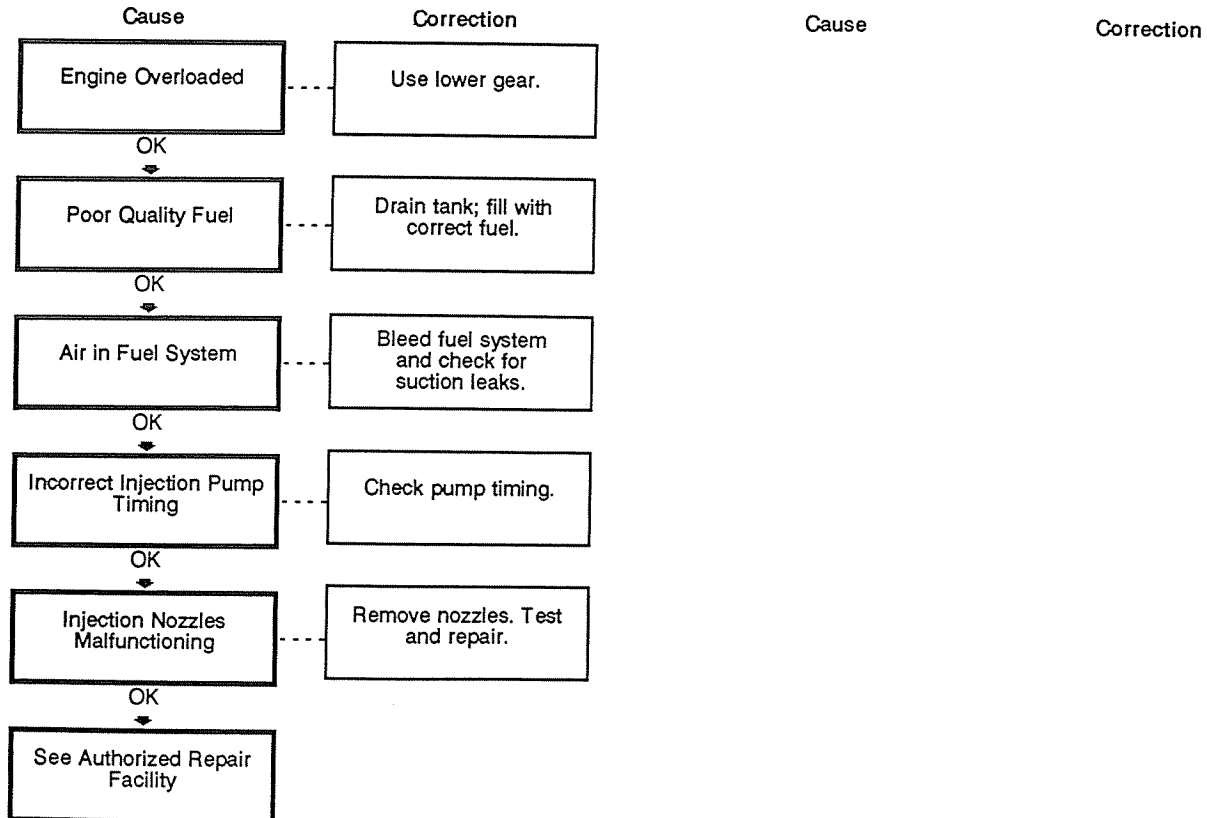 Cause
Correction
Cause
Correction
Engine Overloaded
Use lower gear.
OK
Poor Quality Fuel
Drain tank; fill with
correct fuel.
OK
Air in Fuel System
Bleed fuel system
and check for
suction leaks.
OK
Incorrect Injection Pump
Timing
Check pump timing.
OK
Injection Nozzles
Malfunctioning
Remove nozzles. Test
and repair.
OK
See Authorized Repair
Facility